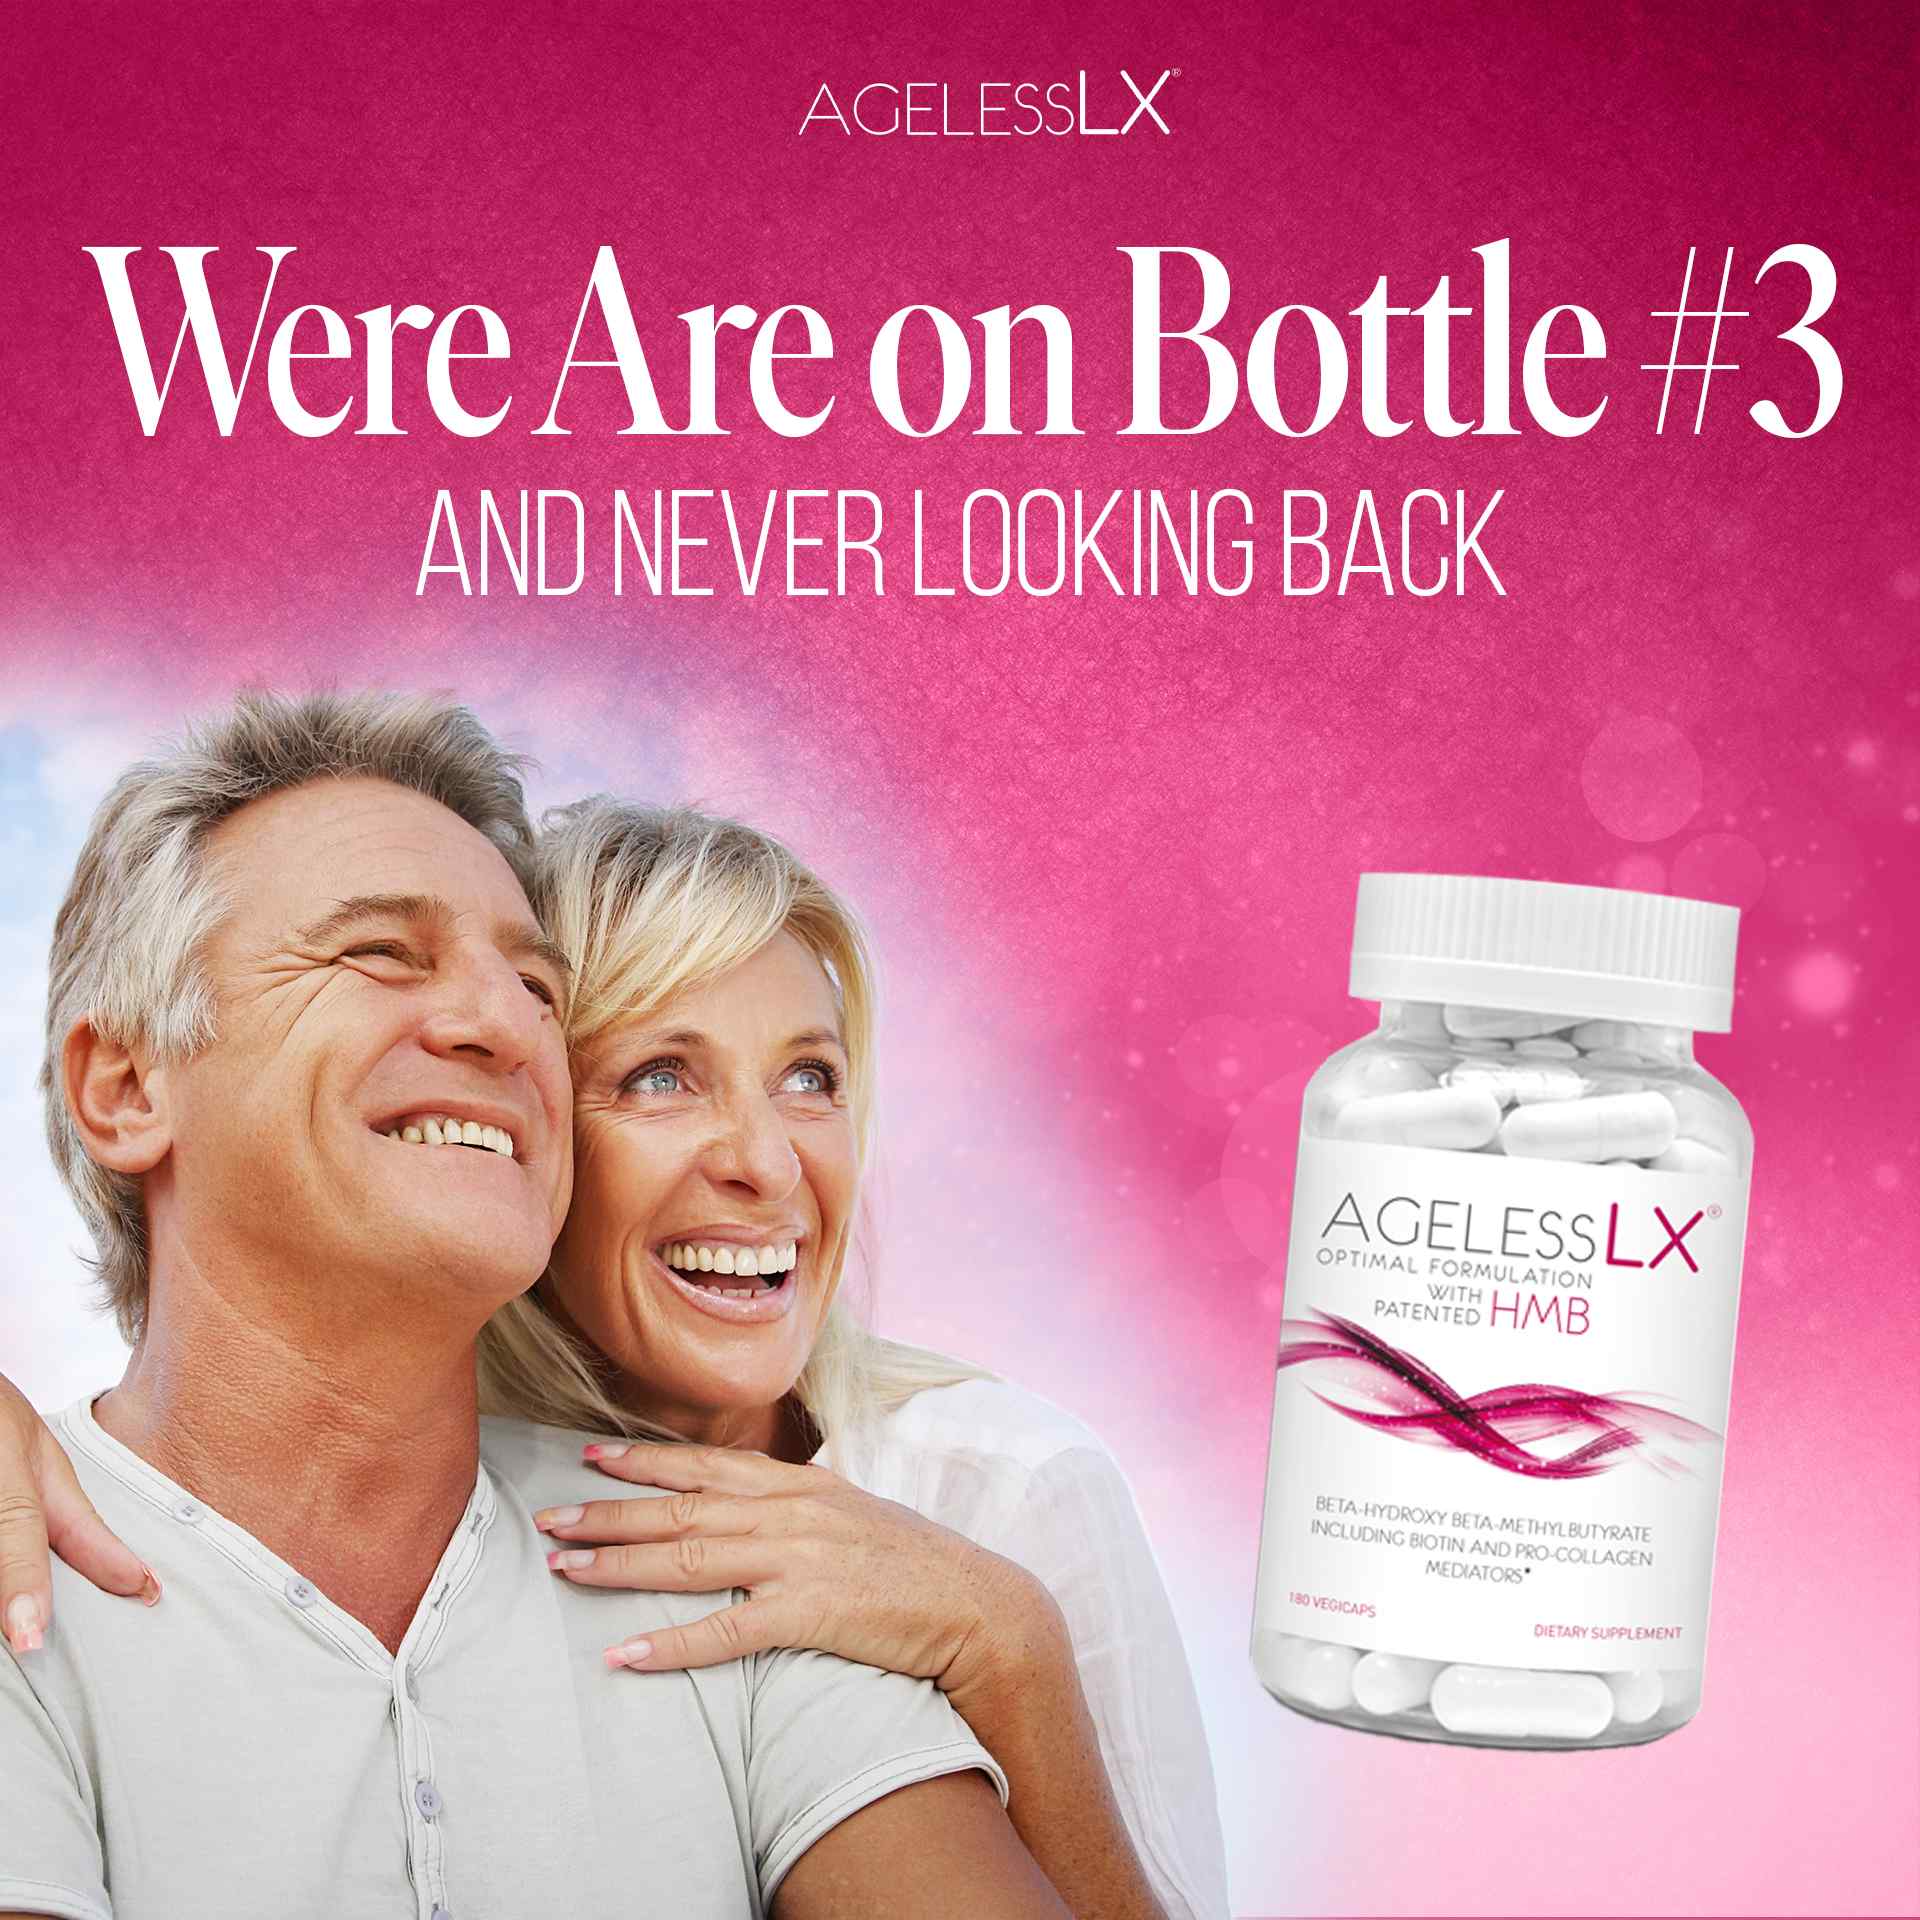 AGELESSLX®
Were Are on Bottle #3
AND NEVER LOOKING BACK
AGELESSLX®
OPTIMAL FORMULATION
WITH
PATENTED HMB
BETA-HYDROXY BETA-METHYLBUTYRATE
INCLUDING BIOTIN AND PRO-COLLAGEN
MEDIATORS*
180 VEGICAPS
DIETARY SUPPLEMENT